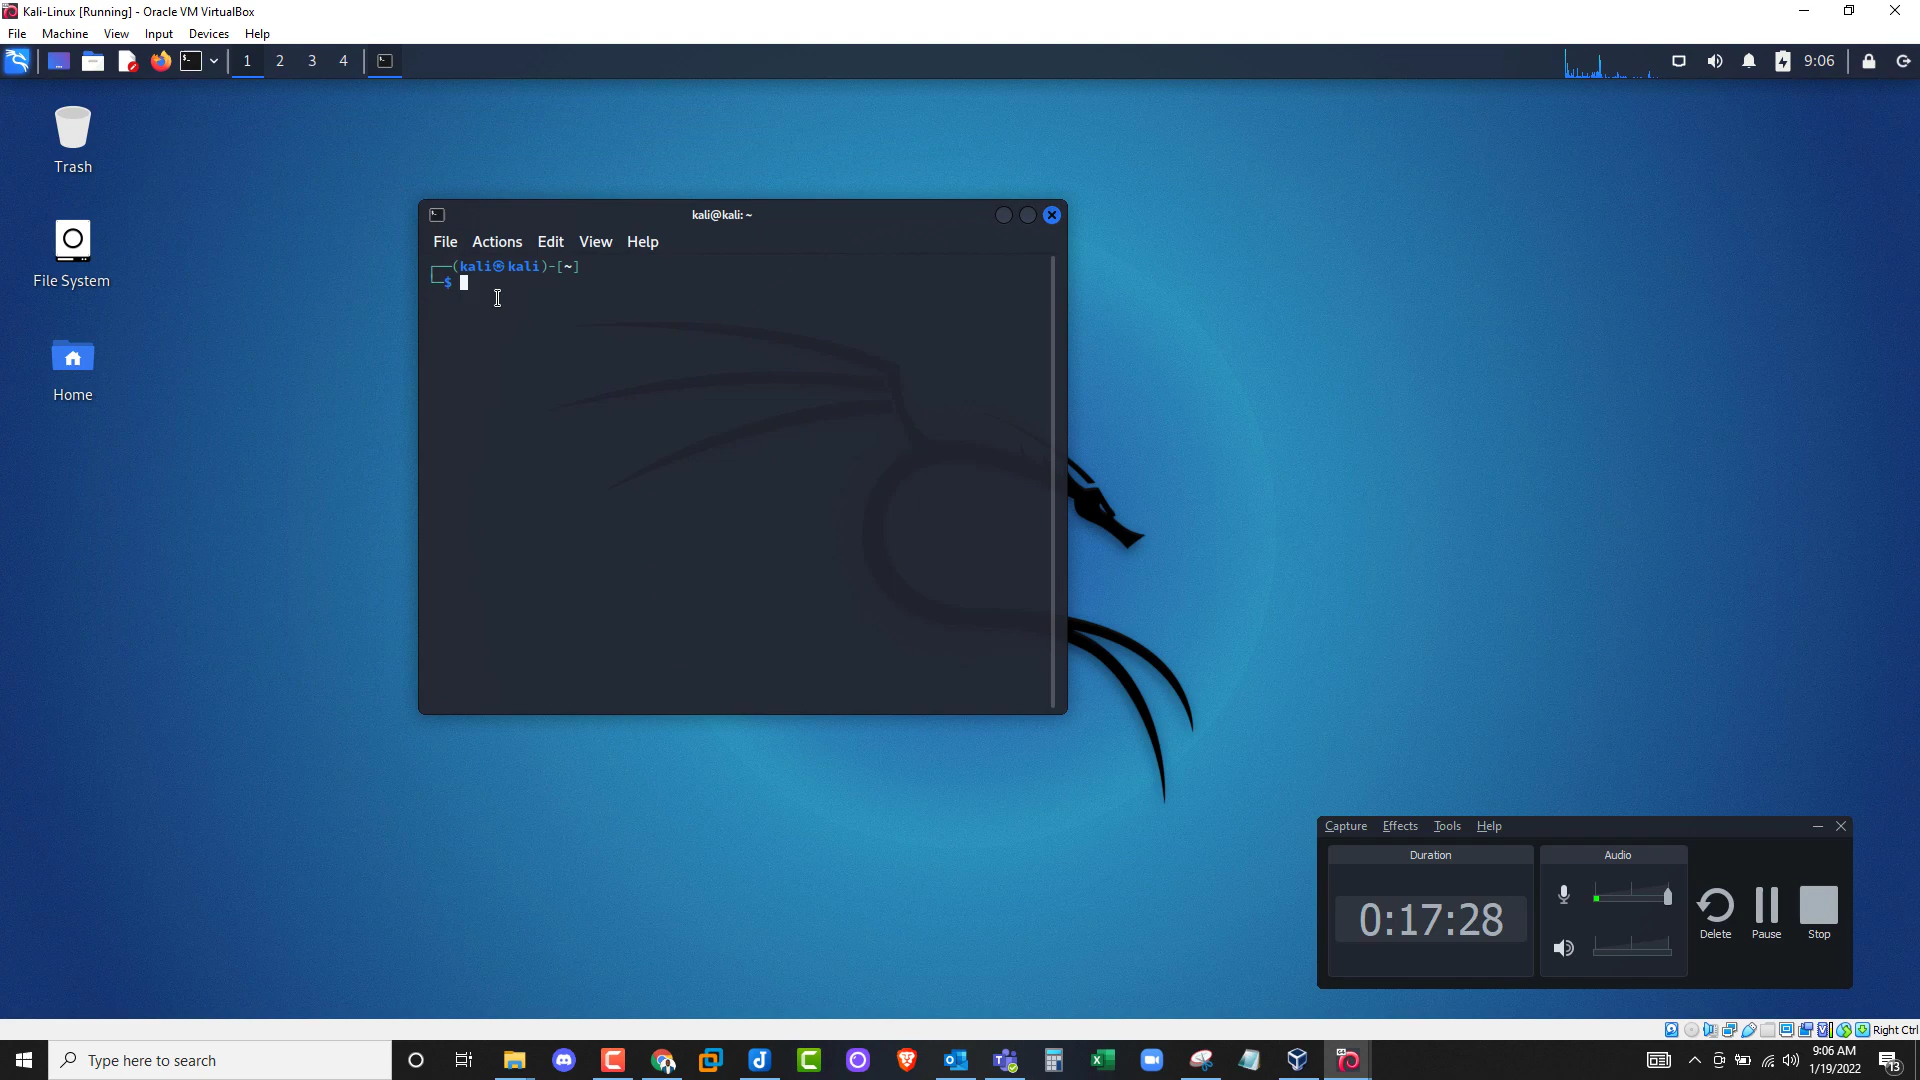 Kali-Linux [Running] - Oracle VM VirtualBox
File Machine View Input Devices Help
1 2 3 4
9:06
Trash
File System
Home
kali@kali: ~
File Actions Edit View Help
┌──(kali㉿kali)-[~]
└─$
Capture Effects Tools Help
Duration
Audio
0:17:28
Delete Pause Stop
Right Ctrl
Type here to search
9:06 AM
1/19/2022
13